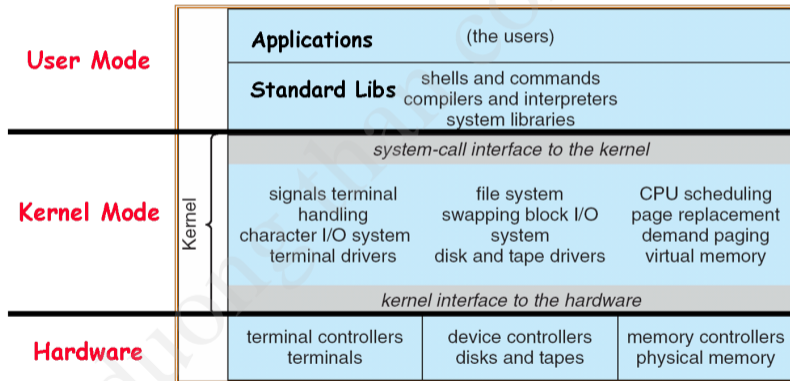 User Mode
Applications (the users)
Standard Libs shells and commands
compilers and interpreters
system libraries
Kernel Mode
Kernel
system-call interface to the kernel
signals terminal
handling
character I/O system
terminal drivers
file system
swapping block I/O
system
disk and tape drivers
CPU scheduling
page replacement
demand paging
virtual memory
kernel interface to the hardware
Hardware
terminal controllers
terminals
device controllers
disks and tapes
memory controllers
physical memory
duong than co